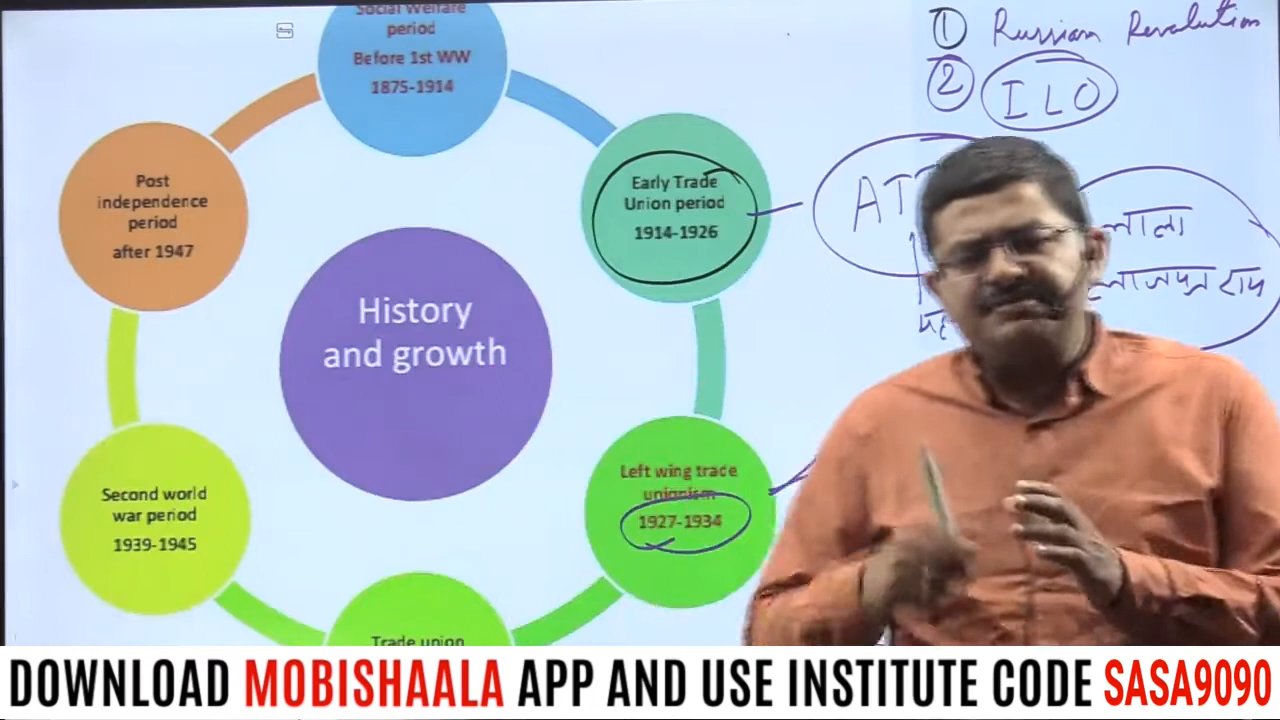 Social Welfare
period
Before 1st WW
1875-1914
Early Trade
Union period
1914-1926
Left wing trade
unionism
1927-1934
Trade union
Second world
war period
1939-1945
Post
independence
period
after 1947
History
and growth
① Russian Revolution
② ILO
AT
लाला
लाजपत राय
DOWNLOAD MOBISHAALA APP AND USE INSTITUTE CODE SASA9090